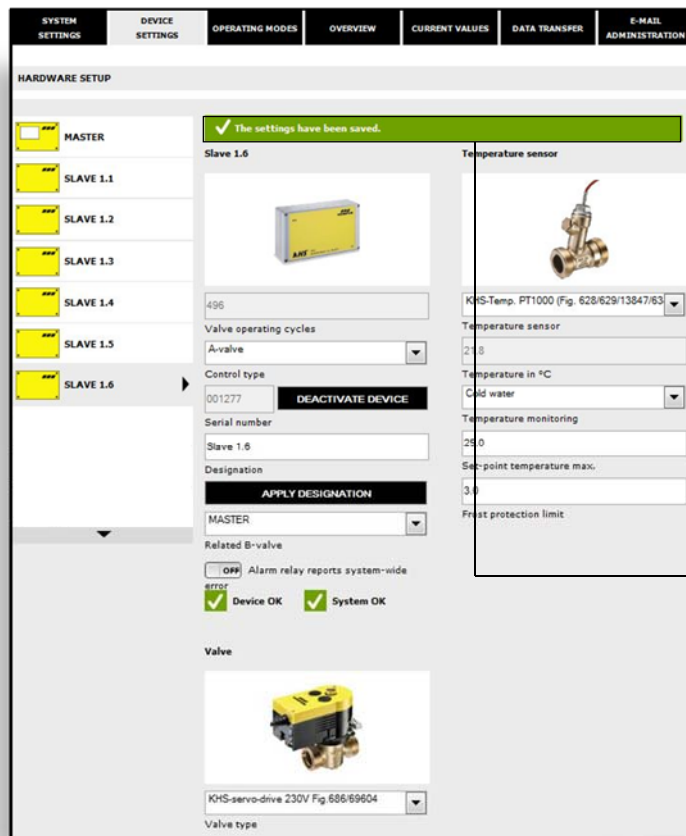 SYSTEM SETTINGS
DEVICE SETTINGS
OPERATING MODES
OVERVIEW
CURRENT VALUES
DATA TRANSFER
E-MAIL ADMINISTRATION
HARDWARE SETUP
MASTER
SLAVE 1.1
SLAVE 1.2
SLAVE 1.3
SLAVE 1.4
SLAVE 1.5
SLAVE 1.6
The settings have been saved.
Slave 1.6
KHS
496
Valve operating cycles
A-valve
Control type
001277
DEACTIVATE DEVICE
Serial number
Slave 1.6
Designation
APPLY DESIGNATION
MASTER
Related B-valve
OFF Alarm relay reports system-wide
error
Device OK
System OK
Valve
KHS-servo-drive 230V Fig.686/69604
Valve type
Temperature sensor
KHS-Temp. PT1000 (Fig. 628/629/13847/63
Temperature sensor
21.8
Temperature in °C
Cold water
Temperature monitoring
25.0
Set-point temperature max.
3.0
Frost protection limit